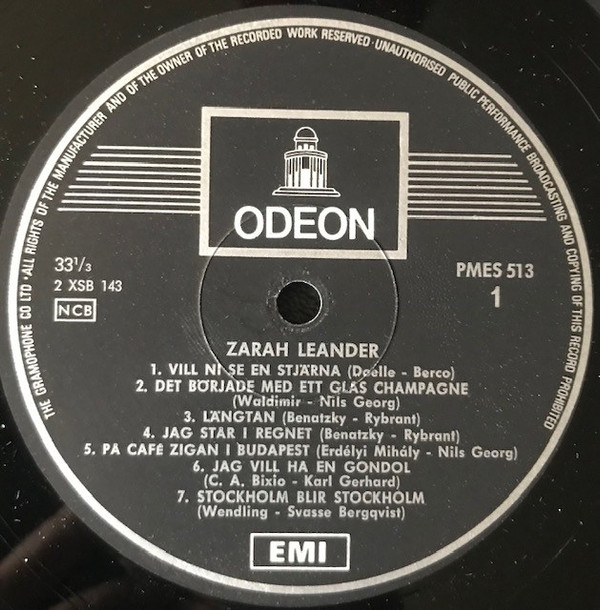 THE GRAMOPHONE CO LTD · ALL RIGHTS OF THE MANUFACTURER AND OF THE OWNER OF THE RECORDED WORK RESERVED · UNAUTHORISED PUBLIC PERFORMANCE BROADCASTING AND COPYING OF THIS RECORD PROHIBITED
ODEON
33⅓
2 XSB 143
NCB
PMES 513
1
ZARAH LEANDER
1. VILL NI SE EN STJÄRNA (Doelle - Berco)
2. DET BÖRJADE MED ETT GLAS CHAMPAGNE
(Waldimir - Nils Georg)
3. LÄNGTAN (Benatzky - Rybrant)
4. JAG STÅR I REGNET (Benatzky - Rybrant)
5. PÅ CAFÉ ZIGAN I BUDAPEST (Erdélyi Mihály - Nils Georg)
6. JAG VILL HA EN GONDOL
(C. A. Bixio - Karl Gerhard)
7. STOCKHOLM BLIR STOCKHOLM
(Wendling - Svasse Bergqvist)
EMI